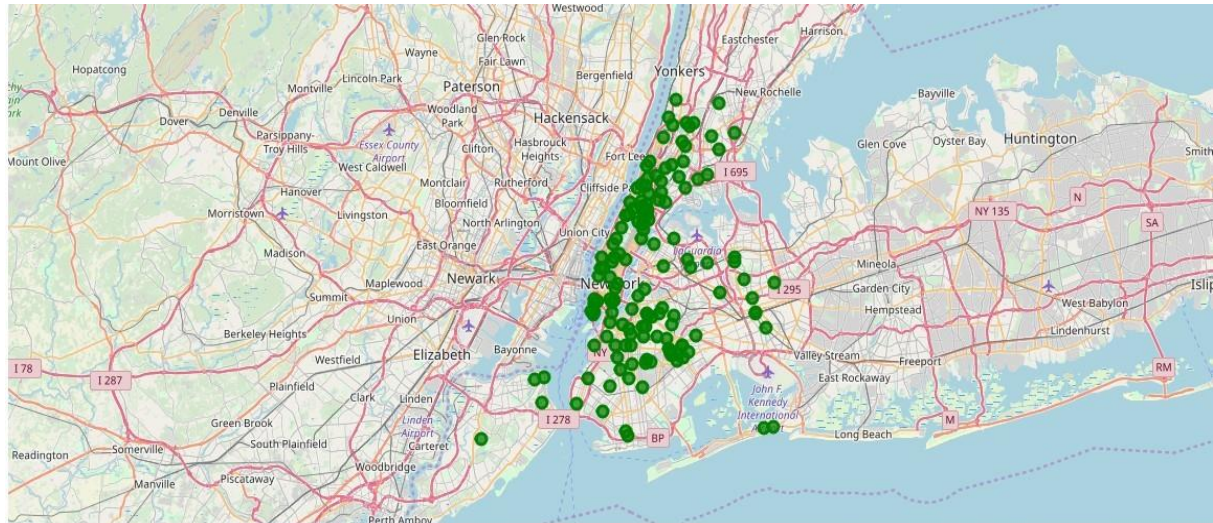 Westwood
Glen Rock
Eastchester
Harrison
Hopatcong
Wayne
Fair Lawn
Lincoln Park
Bergenfield
Yonkers
Montville
Paterson
New Rochelle
Bayville
Denville
Woodland
Park
Hackensack
Dover
Parsippany-
Troy Hills
Essex County
Airport
Clifton
Hasbrouck
Heights
Fort Lee
Glen Cove
Oyster Bay
Huntington
Mount Olive
West Caldwell
I 695
Hanover
Montclair
Rutherford
Cliffside
N
Morristown
Livingston
Bloomfield
North Arlington
NY 135
SA
Union City
LaGuardia
Madison
East Orange
Mineola
Maplewood
Newark
New York
I 295
Garden City
Summit
Hempstead
West Babylon
Union
Berkeley Heights
Lindenhurst
Elizabeth
Bayonne
NY
Valley Stream
Freeport
I 78
I 287
Westfield
East Rockaway
RM
Plainfield
Linden
John F
Kennedy
International
Clark
Green Brook
Linden
Airport
I 278
M
South Plainfield
Carteret
BP
Long Beach
Readington
Somerville
Woodbridge
Manville
Piscataway
Perth Amboy